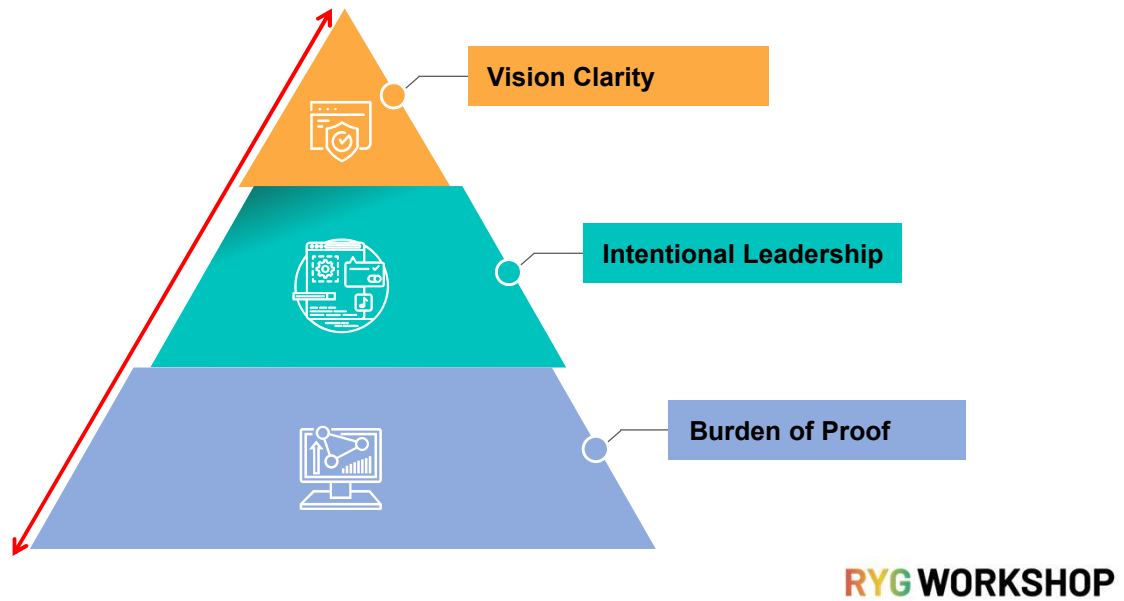 Vision Clarity
Intentional Leadership
Burden of Proof
RYG WORKSHOP